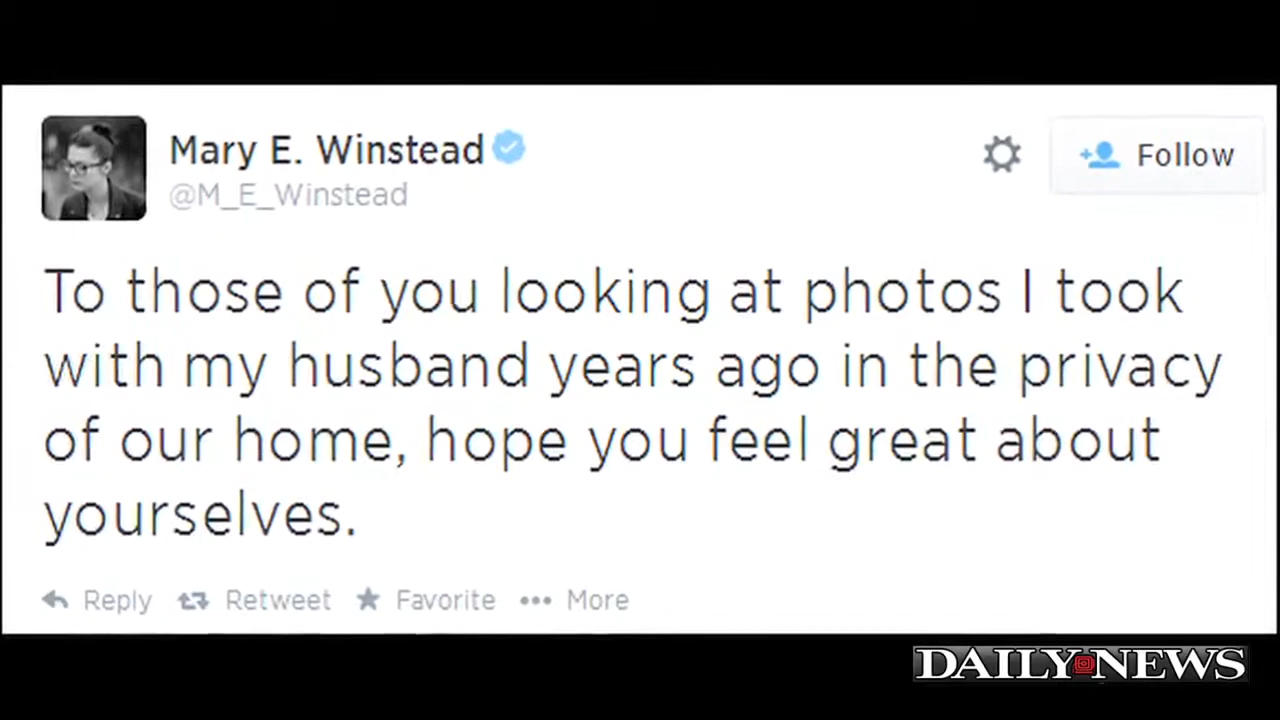 Mary E. Winstead
@M_E_Winstead
Follow
To those of you looking at photos I took
with my husband years ago in the privacy
of our home, hope you feel great about
yourselves.
Reply Retweet Favorite More
DAILY NEWS